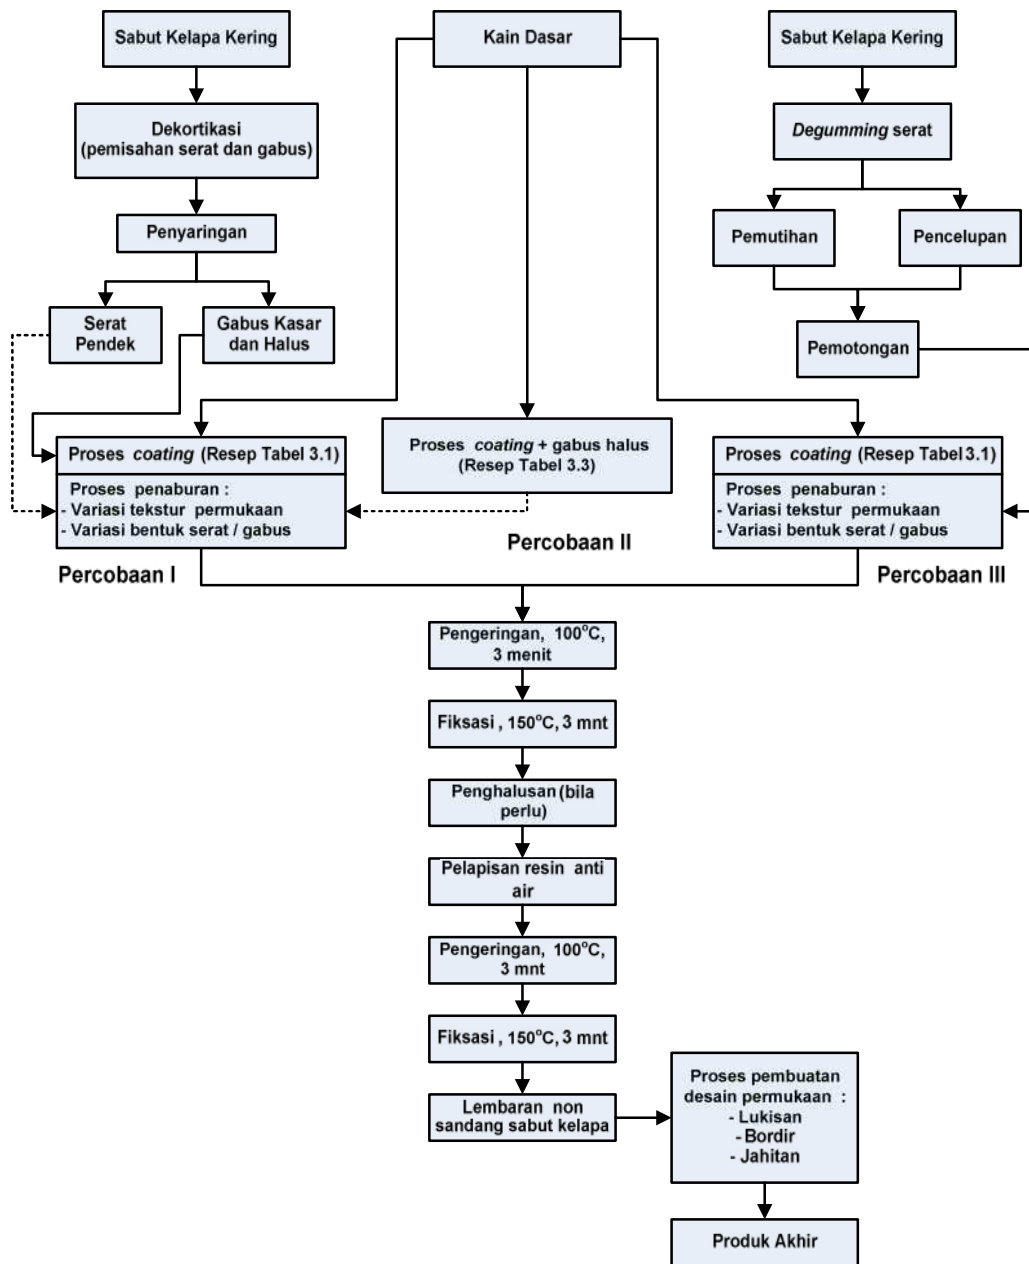 Sabut Kelapa Kering
Kain Dasar
Sabut Kelapa Kering
Dekortikasi
(pemisahan serat dan gabus)
Degumming serat
Penyaringan
Pemutihan
Pencelupan
Serat
Pendek
Gabus Kasar
dan Halus
Pemotongan
Proses coating (Resep Tabel 3.1)
Proses penaburan :
- Variasi tekstur permukaan
- Variasi bentuk serat / gabus
Percobaan I
Proses coating + gabus halus
(Resep Tabel 3.3)
Percobaan II
Proses coating (Resep Tabel 3.1)
Proses penaburan :
- Variasi tekstur permukaan
- Variasi bentuk serat / gabus
Percobaan III
Pengeringan, 100°C,
3 menit
Fiksasi , 150°C, 3 mnt
Penghalusan (bila
perlu)
Pelapisan resin anti
air
Pengeringan, 100°C,
3 mnt
Fiksasi , 150°C, 3 mnt
Lembaran non
sandang sabut kelapa
Proses pembuatan
desain permukaan :
- Lukisan
- Bordir
- Jahitan
Produk Akhir